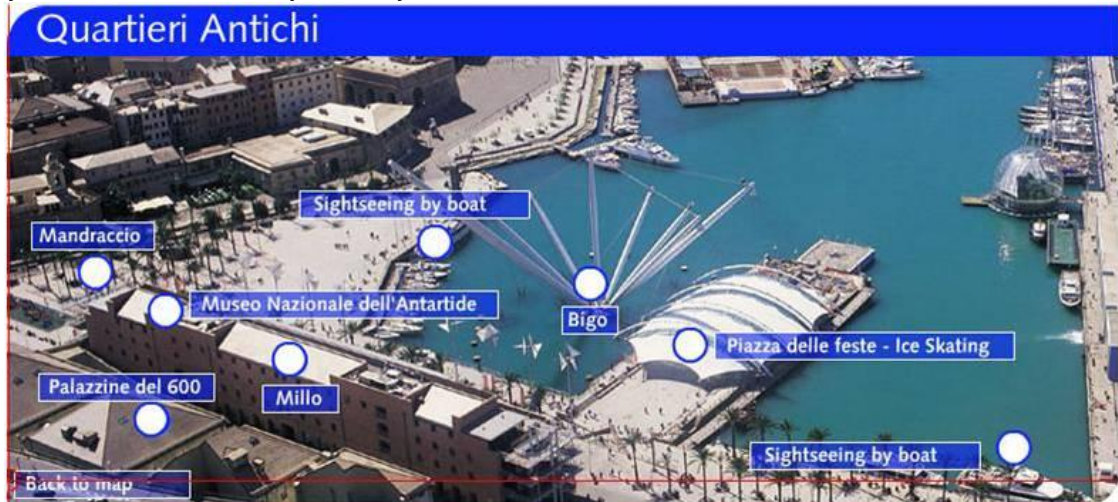 Quartieri Antichi
Sightseeing by boat
Mandraccio
Museo Nazionale dell'Antartide
Bigo
Piazza delle feste - Ice Skating
Palazzine del 600
Millo
Sightseeing by boat
Back to map